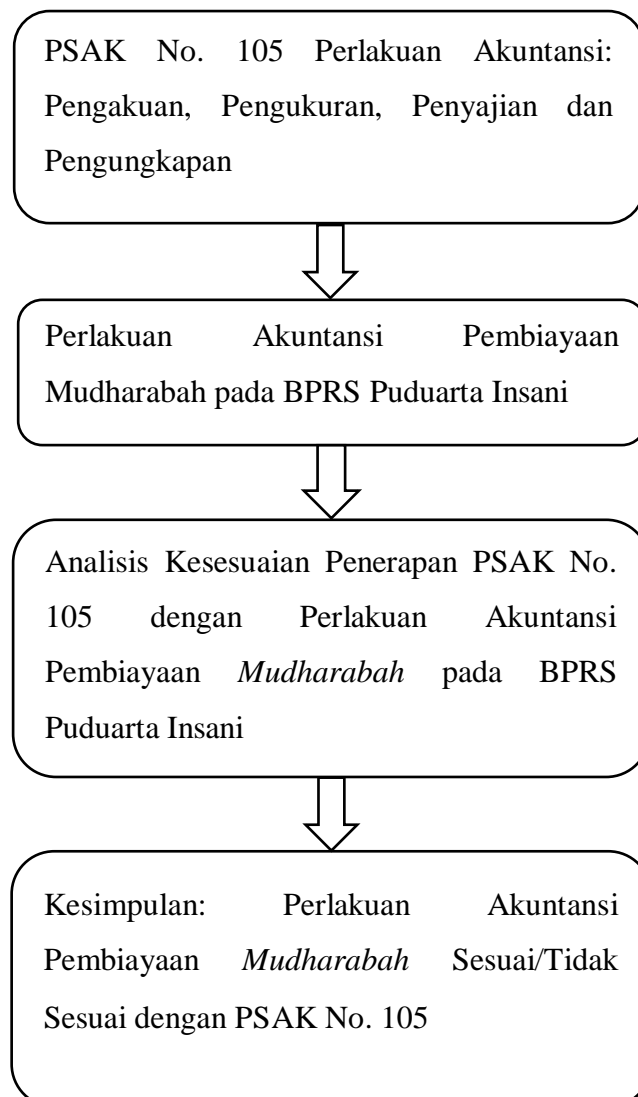 PSAK No. 105 Perlakuan Akuntansi:
Pengakuan, Pengukuran, Penyajian dan
Pengungkapan
Perlakuan Akuntansi Pembiayaan
Mudharabah pada BPRS Puduarta Insani
Analisis Kesesuaian Penerapan PSAK No.
105 dengan Perlakuan Akuntansi
Pembiayaan Mudharabah pada BPRS
Puduarta Insani
Kesimpulan: Perlakuan Akuntansi
Pembiayaan Mudharabah Sesuai/Tidak
Sesuai dengan PSAK No. 105